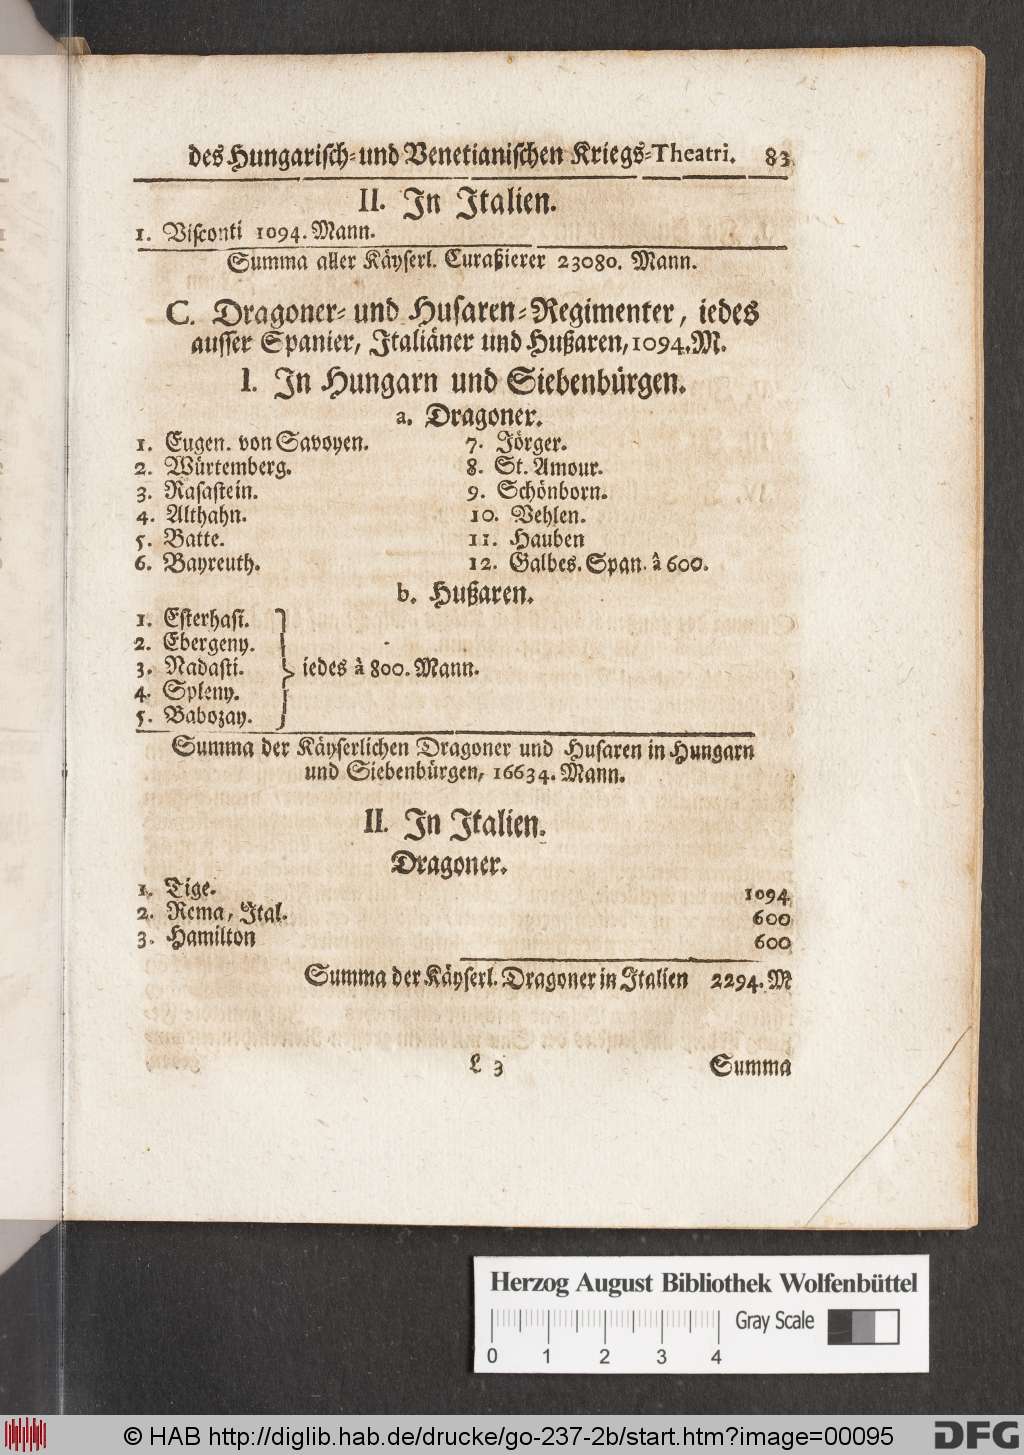 des Hungarisch- und Venetianischen Kriegs-Theatri. 83
II. In Italien.
1. Visconti 1094. Mann.
Summa aller Käyserl. Curaßierer 23080. Mann.
C. Dragoner- und Husaren-Regimenter, iedes
ausser Spanier, Italiäner und Hußaren, 1094. M.
I. In Hungarn und Siebenbürgen.
a. Dragoner.
1. Eugen. von Savoyen.
2. Würtemberg.
3. Rasastein.
4. Althahn.
5. Batte.
6. Bayreuth.
7. Jörger.
8. St. Amour.
9. Schönborn.
10. Vehlen.
11. Hauben
12. Galbes. Span. â 600.
b. Hußaren.
1. Esterhasi.
2. Ebergeny.
3. Nadasti.
4. Spleny.
5. Babozay.
iedes à 800. Mann.
Summa der Käyserlichen Dragoner und Husaren in Hungarn
und Siebenbürgen, 16634. Mann.
II. In Italien.
Dragoner.
1. Tige. 1094
2. Rema, Ital. 600
3. Hamilton 600
Summa der Käyserl. Dragoner in Italien 2294. M
L 3 Summa
Herzog August Bibliothek Wolfenbüttel
Gray Scale
0 1 2 3 4
© HAB http://diglib.hab.de/drucke/go-237-2b/start.htm?image=00095
DFG